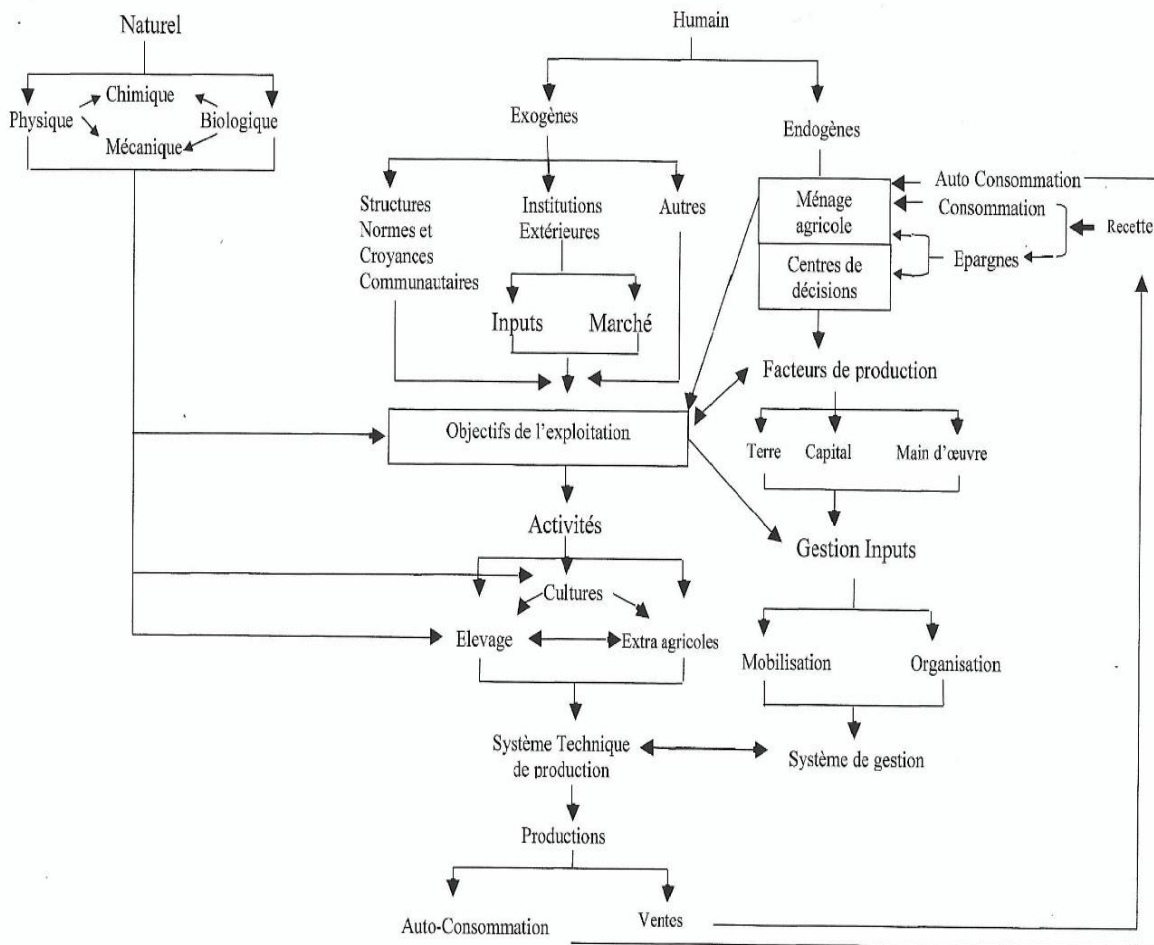 Naturel
Humain
Chimique
Physique
Biologique
Mécanique
Exogènes
Endogènes
Structures
Normes et
Croyances
Communautaires
Institutions
Extérieures
Autres
Ménage
agricole
Auto Consommation
Consommation
Recette
Epargnes
Centres de
décisions
Inputs
Marché
Facteurs de production
Objectifs de l'exploitation
Terre
Capital
Main d'œuvre
Activités
Gestion Inputs
Cultures
Elevage
Extra agricoles
Mobilisation
Organisation
Système Technique
de production
Système de gestion
Productions
Auto-Consommation
Ventes